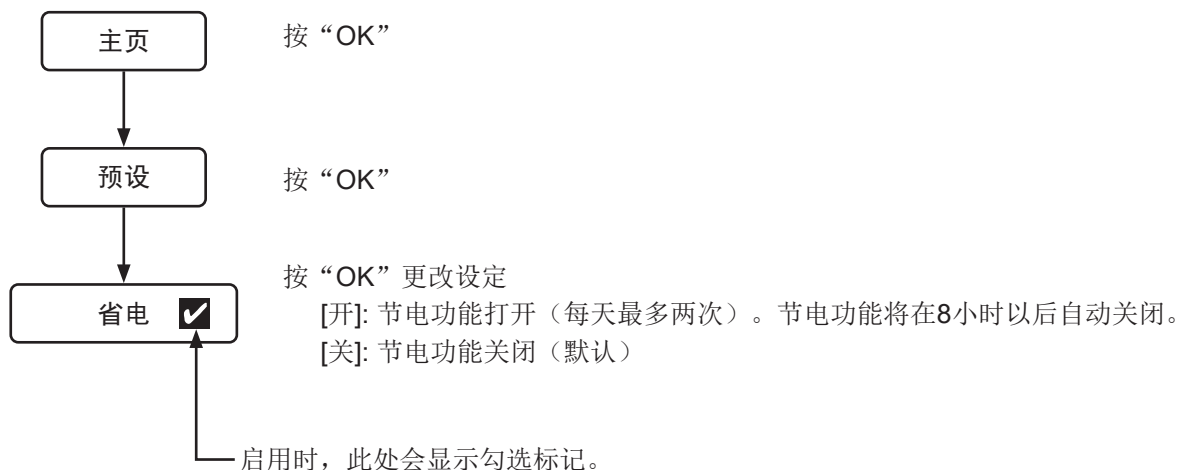 主页
按“OK”
预设
按“OK”
按“OK”更改设定
省电 ✔
[开]: 节电功能打开（每天最多两次）。节电功能将在8小时以后自动关闭。
[关]: 节电功能关闭（默认）
启用时，此处会显示勾选标记。